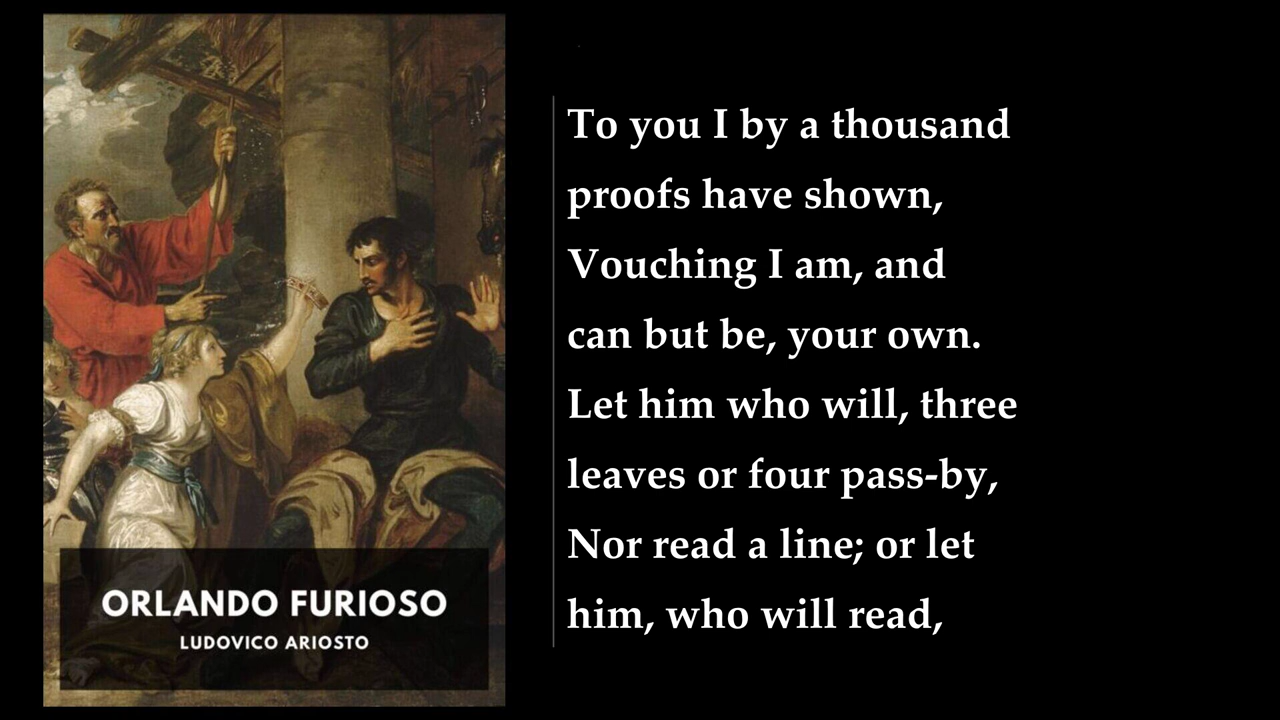 ORLANDO FURIOSO
LUDOVICO ARIOSTO
To you I by a thousand
proofs have shown,
Vouching I am, and
can but be, your own.
Let him who will, three
leaves or four pass-by,
Nor read a line; or let
him, who will read,